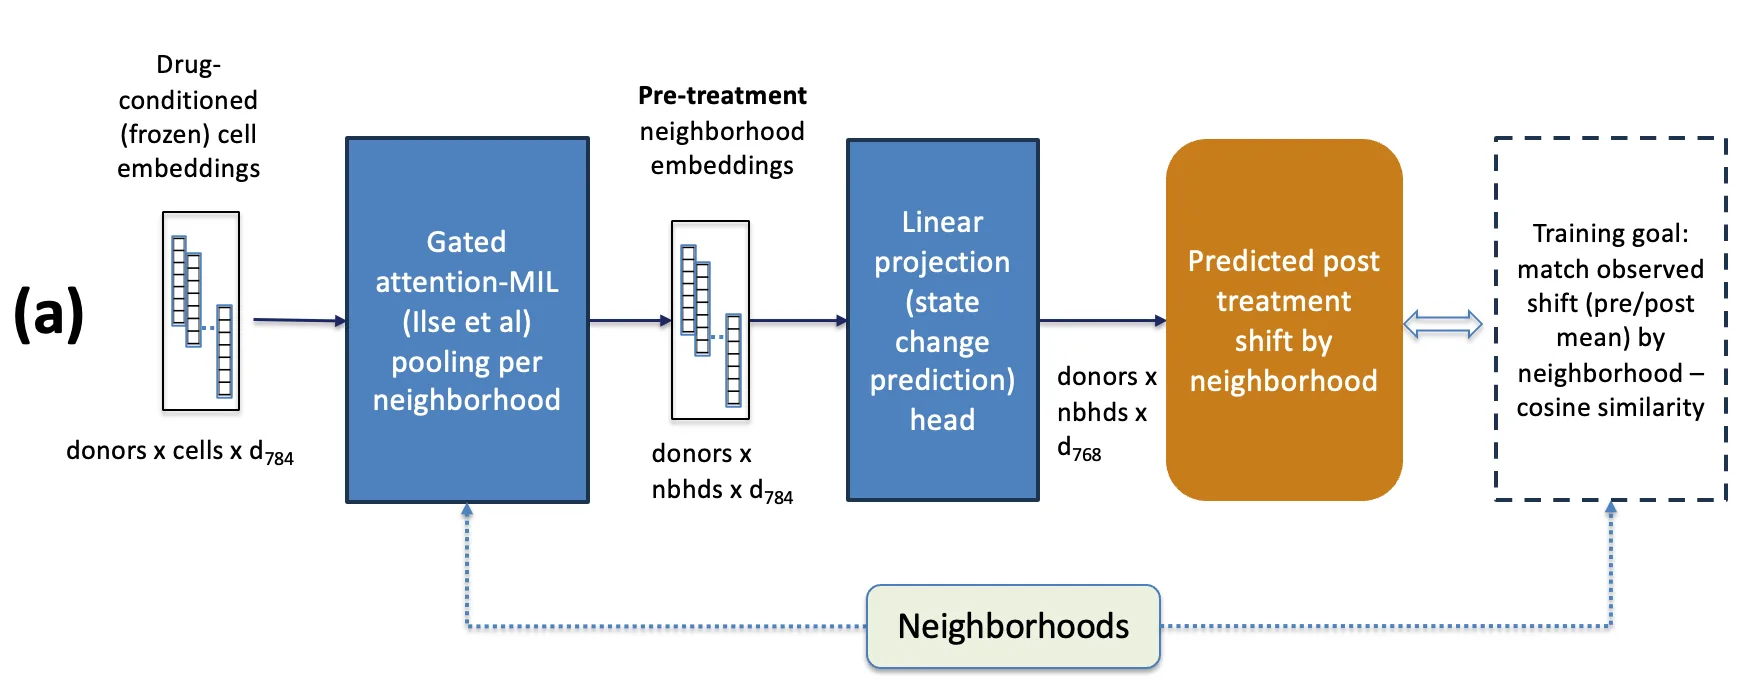 (a)
Drug-
conditioned
(frozen) cell
embeddings
donors x cells x d784
Gated
attention-MIL
(Ilse et al)
pooling per
neighborhood
Pre-treatment
neighborhood
embeddings
donors x
nbhds x d784
Linear
projection
(state
change
prediction)
head
donors x
nbhds x
d768
Predicted post
treatment
shift by
neighborhood
Training goal:
match observed
shift (pre/post
mean) by
neighborhood –
cosine similarity
Neighborhoods